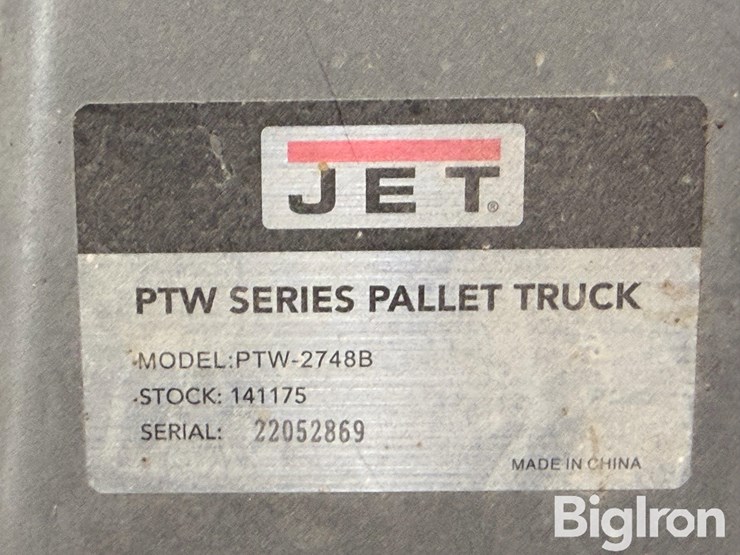 JET®
PTW SERIES PALLET TRUCK
MODEL:PTW-2748B
STOCK: 141175
SERIAL: 22052869
MADE IN CHINA
BigIron